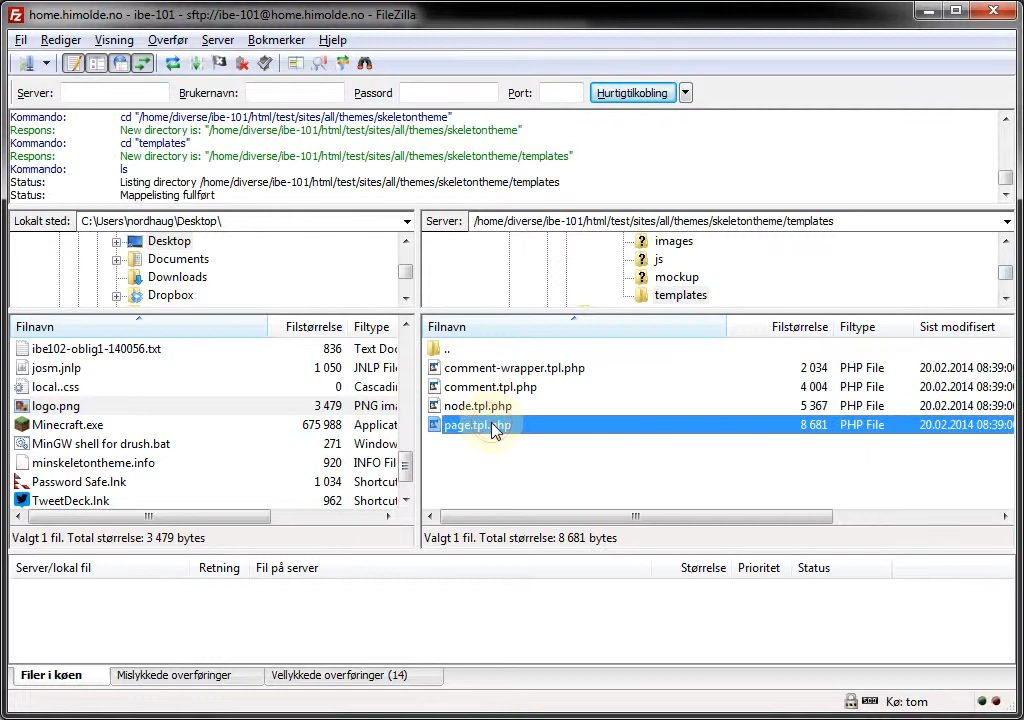 home.himolde.no - ibe-101 - sftp://ibe-101@home.himolde.no - FileZilla
Fil Rediger Visning Overfør Server Bokmerker Hjelp
Server: Brukernavn: Passord Port: Hurtigtilkobling
Kommando: cd "/home/diverse/ibe-101/html/test/sites/all/themes/skeletontheme"
Respons: New directory is: "/home/diverse/ibe-101/html/test/sites/all/themes/skeletontheme"
Kommando: cd "templates"
Respons: New directory is: "/home/diverse/ibe-101/html/test/sites/all/themes/skeletontheme/templates"
Kommando: ls
Status: Listing directory /home/diverse/ibe-101/html/test/sites/all/themes/skeletontheme/templates
Status: Mappelisting fullført
Lokalt sted: C:\Users\nordhaug\Desktop\
Desktop
Documents
Downloads
Dropbox
Server: /home/diverse/ibe-101/html/test/sites/all/themes/skeletontheme/templates
images
js
mockup
templates
Filnavn Filstørrelse Filtype
ibe102-oblig1-140056.txt 836 Text Doc
josm.jnlp 1 050 JNLP File
local..css 0 Cascadin
logo.png 3 479 PNG ima
Minecraft.exe 675 988 Applicat
MinGW shell for drush.bat 271 Window
minskeletontheme.info 920 INFO Fil
Password Safe.lnk 1 034 Shortcut
TweetDeck.lnk 962 Shortcut
Valgt 1 fil. Total størrelse: 3 479 bytes
Filnavn Filstørrelse Filtype Sist modifisert
..
comment-wrapper.tpl.php 2 034 PHP File 20.02.2014 08:39:0
comment.tpl.php 4 004 PHP File 20.02.2014 08:39:0
node.tpl.php 5 367 PHP File 20.02.2014 08:39:0
page.tpl.php 8 681 PHP File 20.02.2014 08:39:0
Valgt 1 fil. Total størrelse: 8 681 bytes
Server/lokal fil Retning Fil på server Størrelse Prioritet Status
Filer i køen Mislykkede overføringer Vellykkede overføringer (14)
Kø: tom